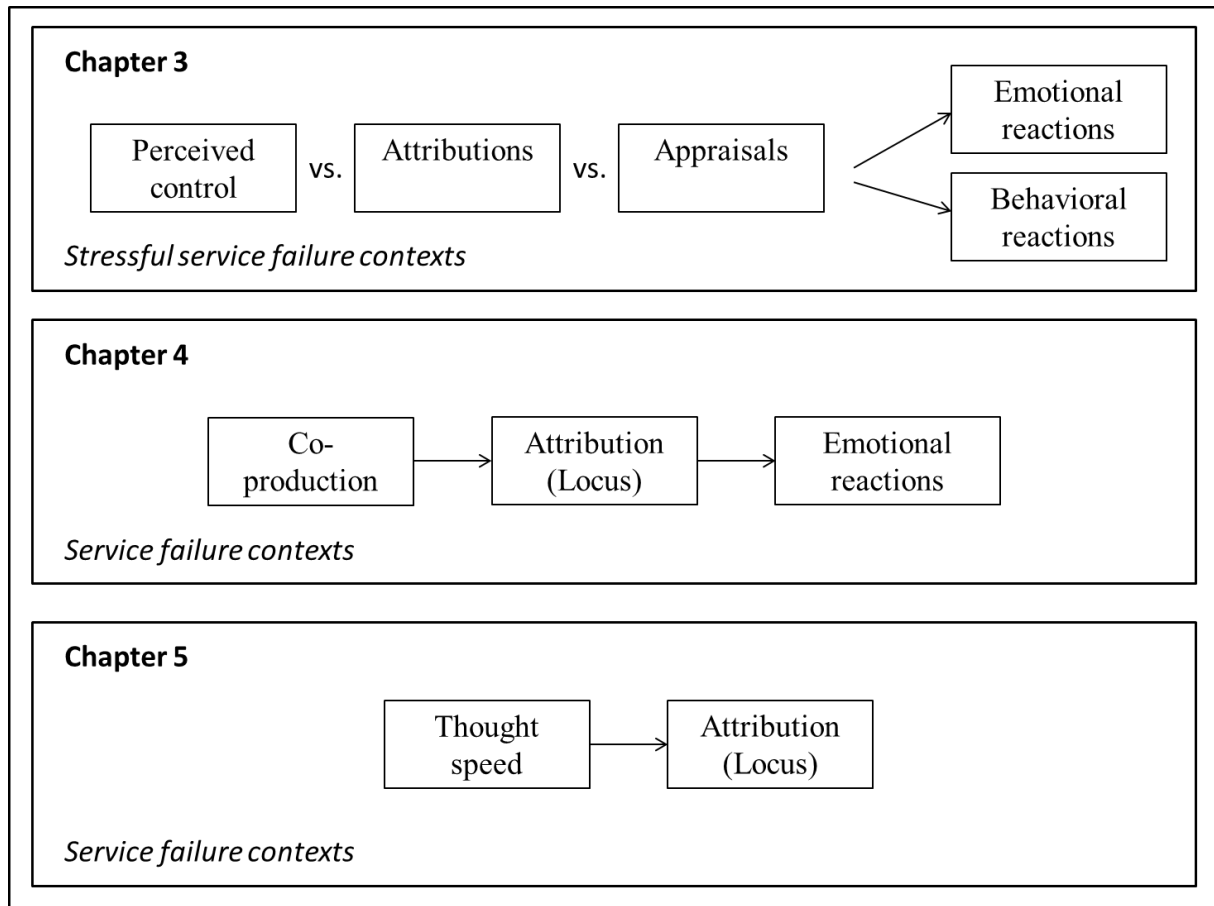 Chapter 3
Perceived
control
vs.
Attributions
vs.
Appraisals
Emotional
reactions
Behavioral
reactions
Stressful service failure contexts
Chapter 4
Co-
production
Attribution
(Locus)
Emotional
reactions
Service failure contexts
Chapter 5
Thought
speed
Attribution
(Locus)
Service failure contexts